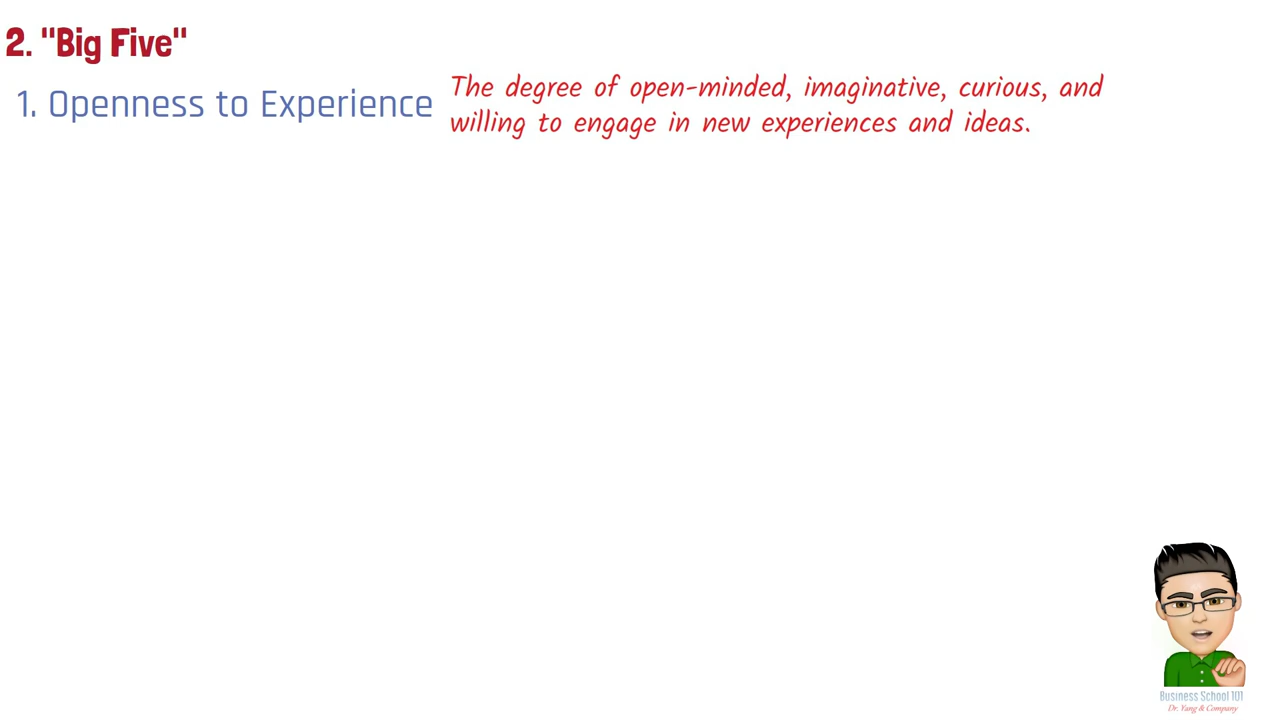 2. "Big Five"
1. Openness to Experience
The degree of open-minded, imaginative, curious, and
willing to engage in new experiences and ideas.
Business School 101
Dr. Yang & Company